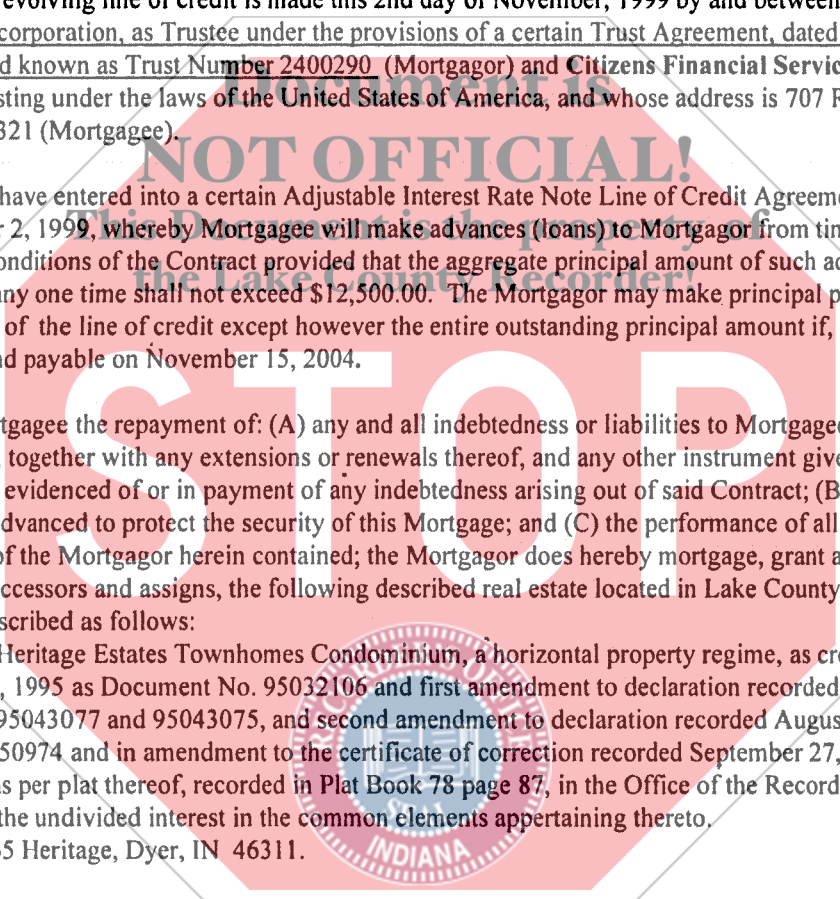 evolving line of credit is made this 2nd day of November, 1999 by and between
corporation, as Trustee under the provisions of a certain Trust Agreement, dated
d known as Trust Number 2400290 (Mortgagor) and Citizens Financial Servic
sting under the laws of the United States of America, and whose address is 707 R
321 (Mortgagee).
Document is
NOT OFFICIAL!
This Document is the property of
the Lake County Recorder!
have entered into a certain Adjustable Interest Rate Note Line of Credit Agreem
r 2, 1999, whereby Mortgagee will make advances (loans) to Mortgagor from tim
onditions of the Contract provided that the aggregate principal amount of such ad
any one time shall not exceed $12,500.00. The Mortgagor may make principal p
of the line of credit except however the entire outstanding principal amount if,
nd payable on November 15, 2004.
STOP
tgagee the repayment of: (A) any and all indebtedness or liabilities to Mortgagee
, together with any extensions or renewals thereof, and any other instrument give
evidenced of or in payment of any indebtedness arising out of said Contract; (B
dvanced to protect the security of this Mortgage; and (C) the performance of all
of the Mortgagor herein contained; the Mortgagor does hereby mortgage, grant a
ccessors and assigns, the following described real estate located in Lake County
scribed as follows:
Heritage Estates Townhomes Condominium, a horizontal property regime, as cre
, 1995 as Document No. 95032106 and first amendment to declaration recorded
95043077 and 95043075, and second amendment to declaration recorded Augus
50974 and in amendment to the certificate of correction recorded September 27,
as per plat thereof, recorded in Plat Book 78 page 87, in the Office of the Record
the undivided interest in the common elements appertaining thereto.
5 Heritage, Dyer, IN 46311.
SEAL
INDIANA